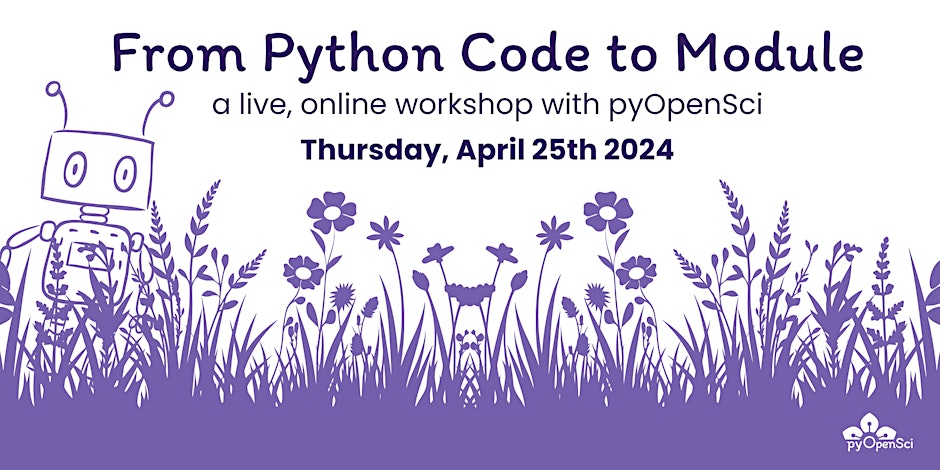 From Python Code to Module
a live, online workshop with pyOpenSci
Thursday, April 25th 2024
pyOpenSci